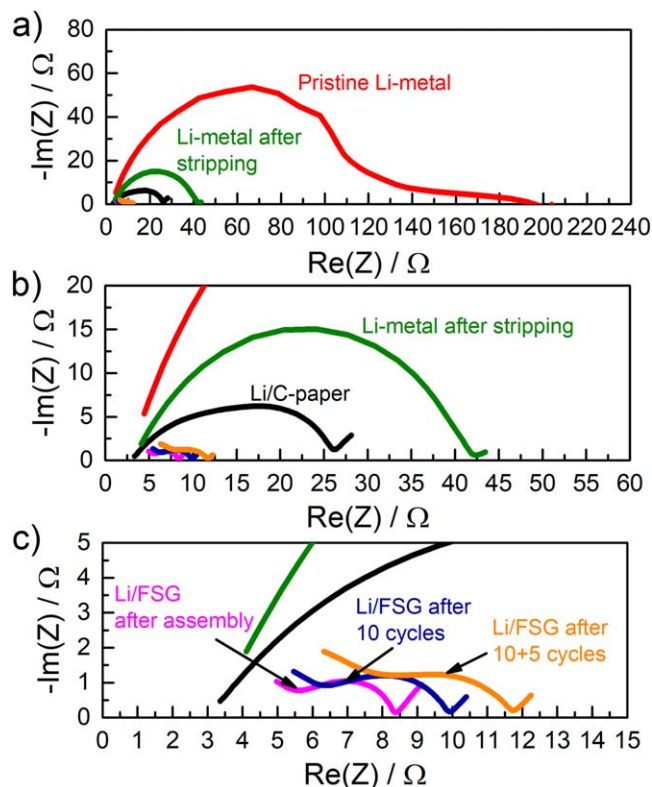 a)
80
60
40
20
0
-Im(Z) / Ω
Pristine Li-metal
Li-metal after
stripping
0 20 40 60 80 100 120 140 160 180 200 220 240
Re(Z) / Ω
b)
20
15
10
5
0
-Im(Z) / Ω
Li-metal after stripping
Li/C-paper
0 5 10 15 20 25 30 35 40 45 50 55 60
Re(Z) / Ω
c)
5
4
3
2
1
0
-Im(Z) / Ω
Li/FSG
after assembly
Li/FSG after
10 cycles
Li/FSG after
10+5 cycles
0 1 2 3 4 5 6 7 8 9 10 11 12 13 14 15
Re(Z) / Ω